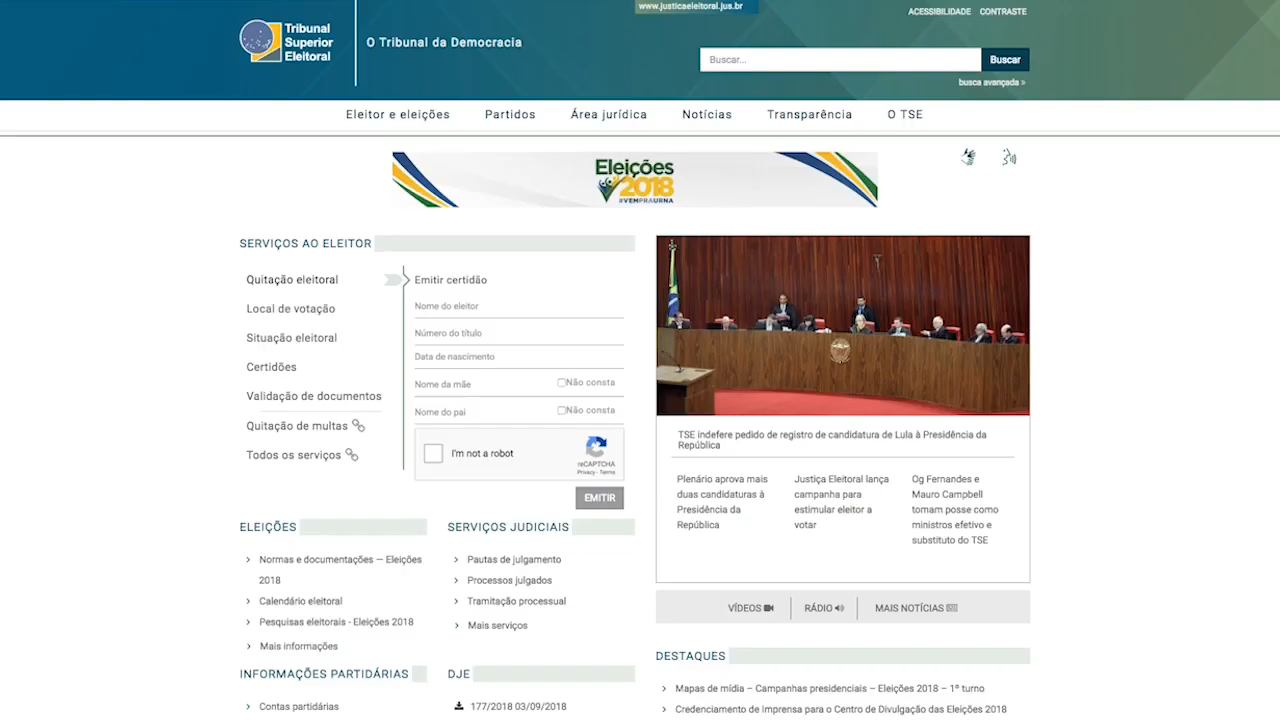 www.justicaeleitoral.jus.br
ACESSIBILIDADE CONTRASTE
Tribunal
Superior
Eleitoral
O Tribunal da Democracia
Buscar...
Buscar
busca avançada »
Eleitor e eleições Partidos Área jurídica Notícias Transparência O TSE
Eleições
2018
#VEMPRAURNA
SERVIÇOS AO ELEITOR
Quitação eleitoral
Local de votação
Situação eleitoral
Certidões
Validação de documentos
Quitação de multas
Todos os serviços
Emitir certidão
Nome do eleitor
Número do título
Data de nascimento
Nome da mãe Não consta
Nome do pai Não consta
I'm not a robot
reCAPTCHA
Privacy - Terms
EMITIR
TSE indefere pedido de registro de candidatura de Lula à Presidência da
República
Plenário aprova mais
duas candidaturas à
Presidência da
República
Justiça Eleitoral lança
campanha para
estimular eleitor a
votar
Og Fernandes e
Mauro Campbell
tomam posse como
ministros efetivo e
substituto do TSE
VÍDEOS RÁDIO MAIS NOTÍCIAS
ELEIÇÕES
Normas e documentações — Eleições
2018
Calendário eleitoral
Pesquisas eleitorais - Eleições 2018
Mais informações
SERVIÇOS JUDICIAIS
Pautas de julgamento
Processos julgados
Tramitação processual
Mais serviços
INFORMAÇÕES PARTIDÁRIAS
Contas partidárias
DJE
177/2018 03/09/2018
DESTAQUES
Mapas de mídia – Campanhas presidenciais – Eleições 2018 – 1º turno
Credenciamento de Imprensa para o Centro de Divulgação das Eleições 2018